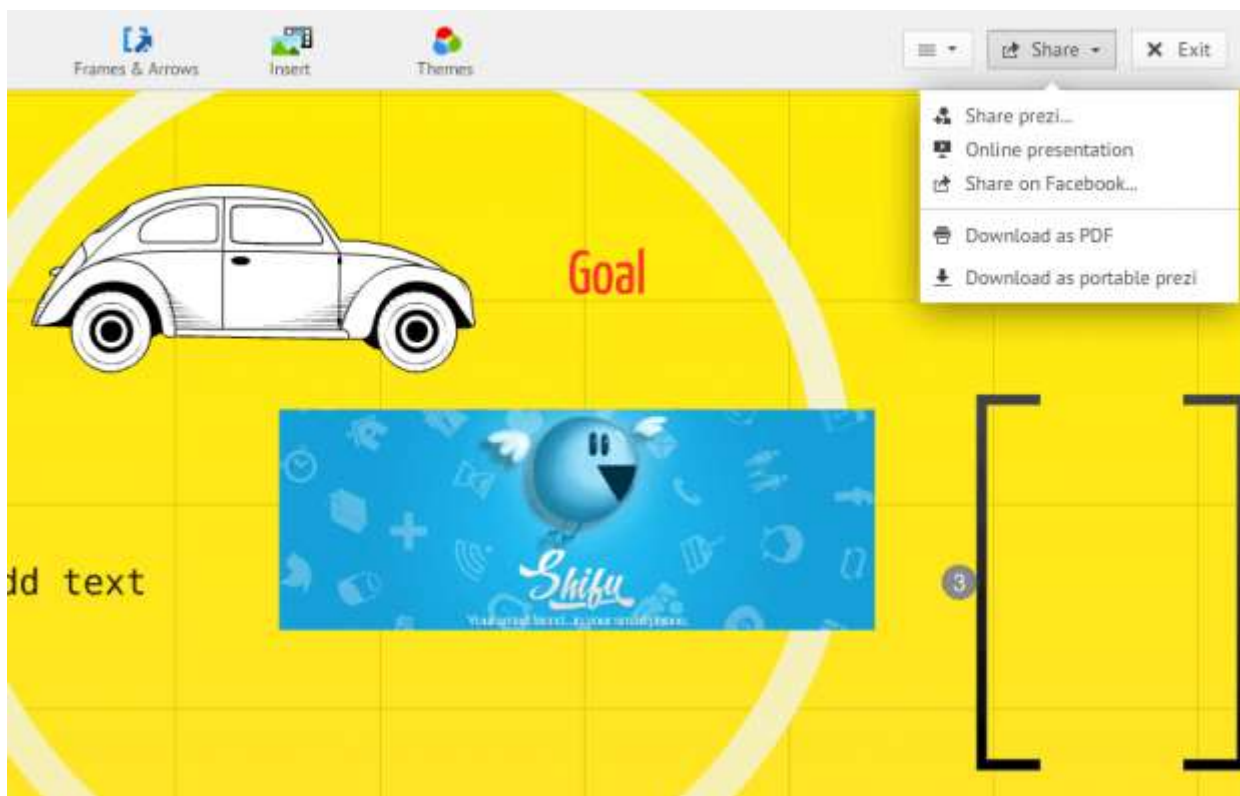 Frames & Arrows
Insert
Themes
Share
Exit
Share prezi...
Online presentation
Share on Facebook...
Download as PDF
Download as portable prezi
Goal
Shifu
dd text
3